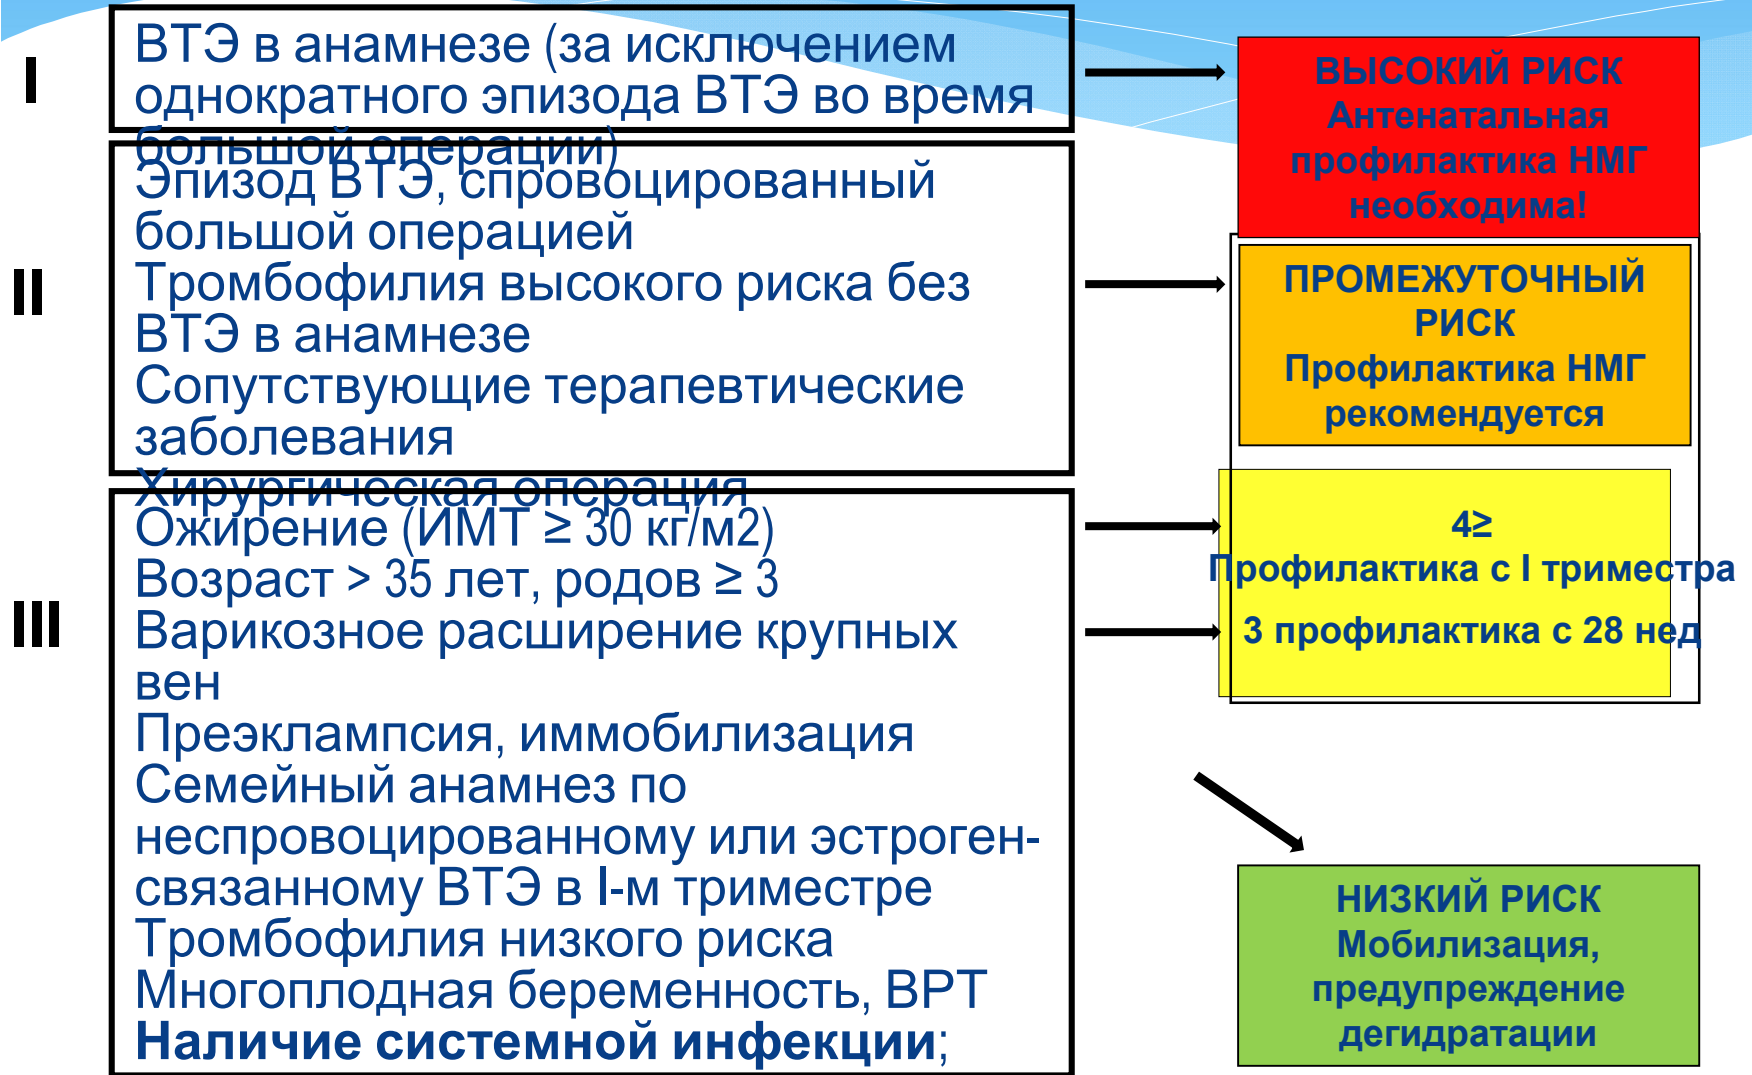 I
ВТЭ в анамнезе (за исключением
однократного эпизода ВТЭ во время
большой операции)
II
Эпизод ВТЭ, спровоцированный
большой операцией
Тромбофилия высокого риска без
ВТЭ в анамнезе
Сопутствующие терапевтические
заболевания
Хирургическая операция
III
Ожирение (ИМТ ≥ 30 кг/м2)
Возраст > 35 лет, родов ≥ 3
Варикозное расширение крупных
вен
Преэклампсия, иммобилизация
Семейный анамнез по
неспровоцированному или эстроген-
связанному ВТЭ в I-м триместре
Тромбофилия низкого риска
Многоплодная беременность, ВРТ
Наличие системной инфекции;
ВЫСОКИЙ РИСК
Антенатальная
профилактика НМГ
необходима!
ПРОМЕЖУТОЧНЫЙ
РИСК
Профилактика НМГ
рекомендуется
4≥
Профилактика с I триместра
3 профилактика с 28 нед
НИЗКИЙ РИСК
Мобилизация,
предупреждение
дегидратации